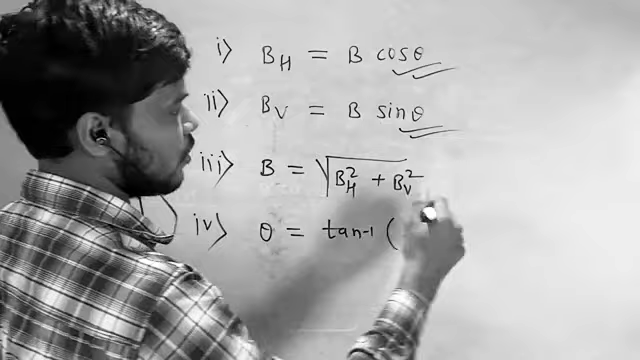 i) B_H = B cosθ
ii) B_V = B sinθ
iii) B = √(B_H² + B_V²)
iv) θ = tan-1 (